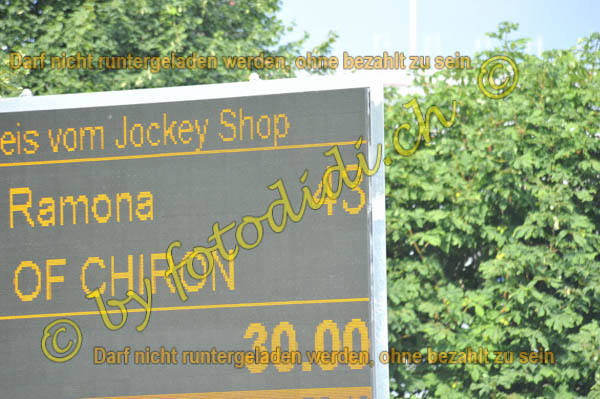 Darf nicht runtergeladen werden, ohne bezahlt zu sein ©
eis vom Jockey Shop
Ramona 43
OF CHIRON
© by fotodidi.ch
30.00
Darf nicht runtergeladen werden, ohne bezahlt zu sein